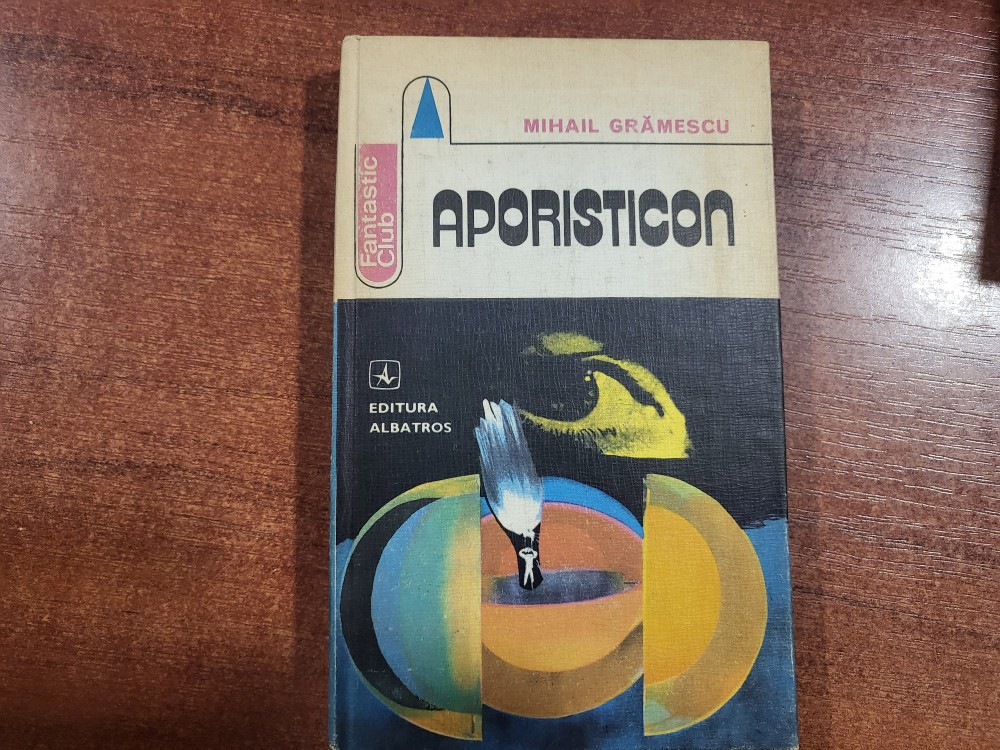 MIHAIL GRĂMESCU
APORISTICON
Fantastic
Club
EDITURA
ALBATROS